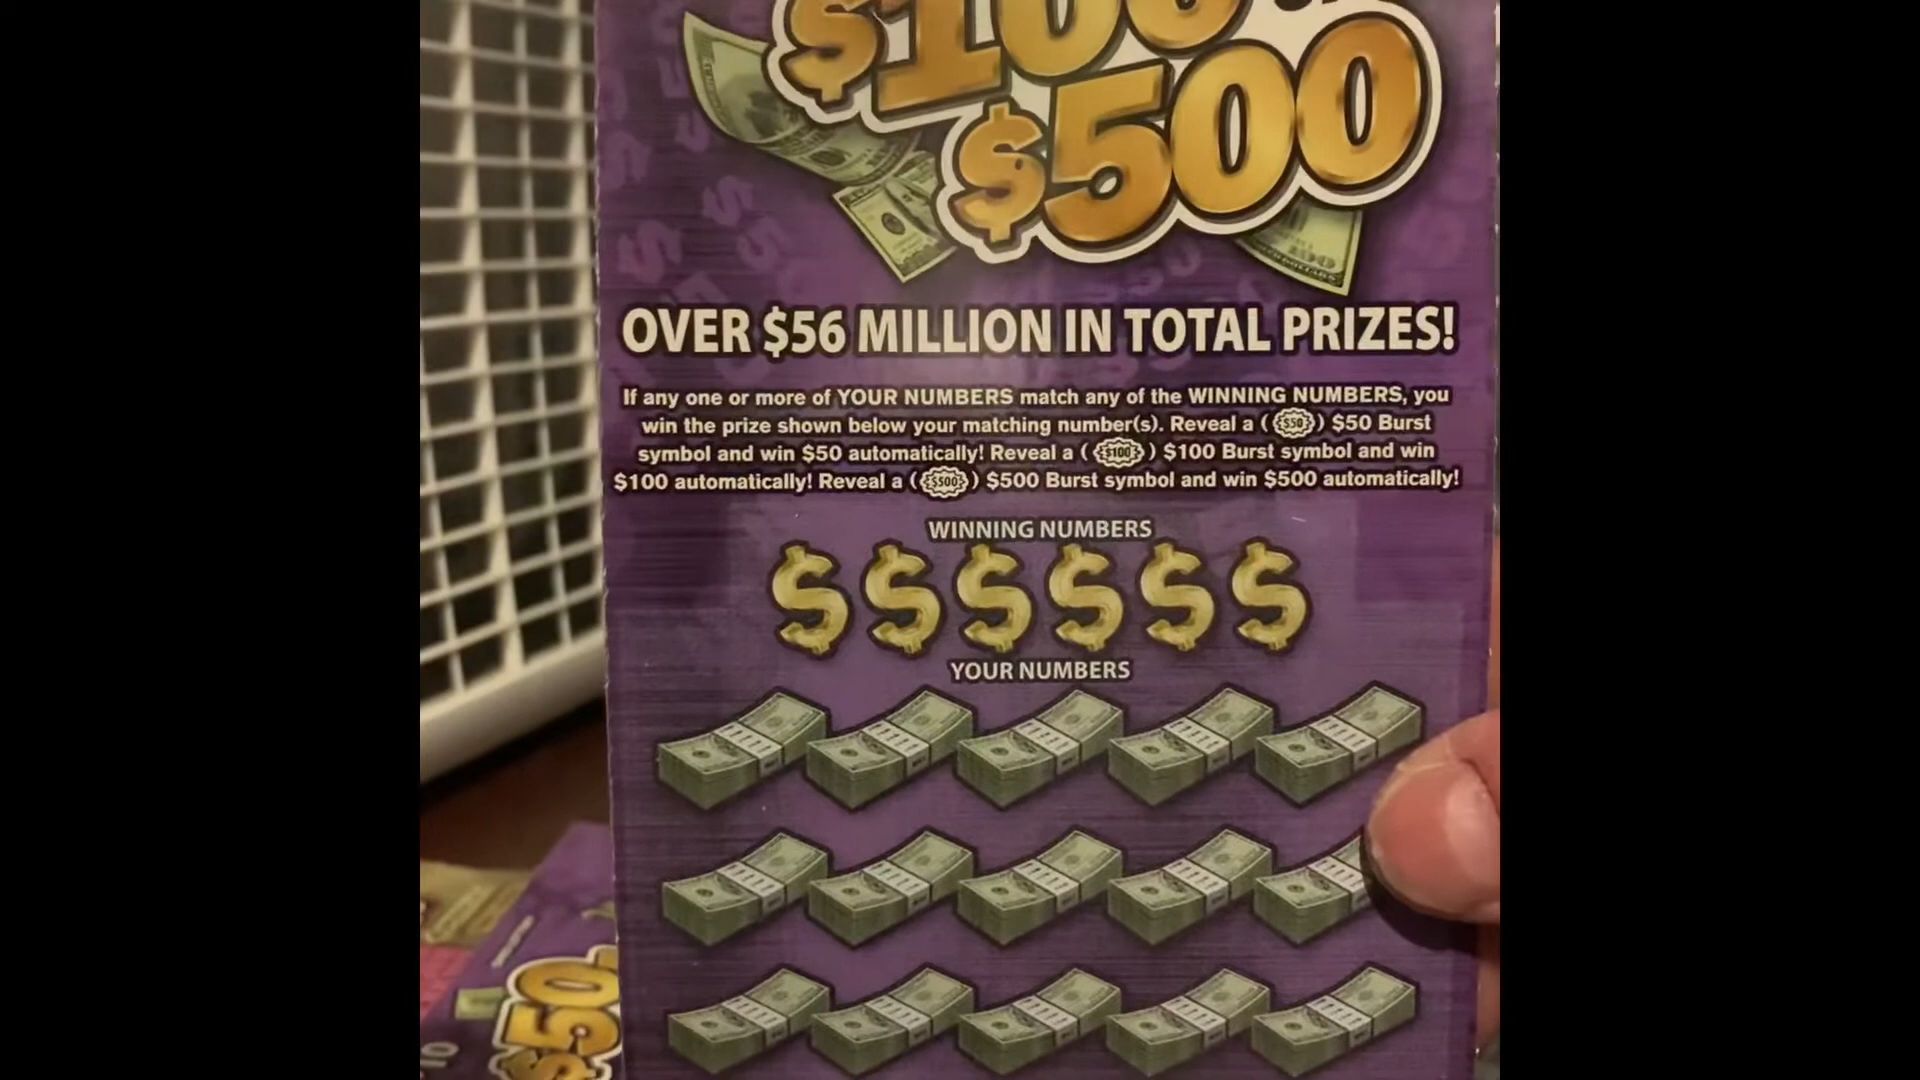 $100
$500
OVER $56 MILLION IN TOTAL PRIZES!
If any one or more of YOUR NUMBERS match any of the WINNING NUMBERS, you
win the prize shown below your matching number(s). Reveal a ( $50 ) $50 Burst
symbol and win $50 automatically! Reveal a ( $100 ) $100 Burst symbol and win
$100 automatically! Reveal a ( $500 ) $500 Burst symbol and win $500 automatically!
WINNING NUMBERS
$ $ $ $ $ $
YOUR NUMBERS
$50